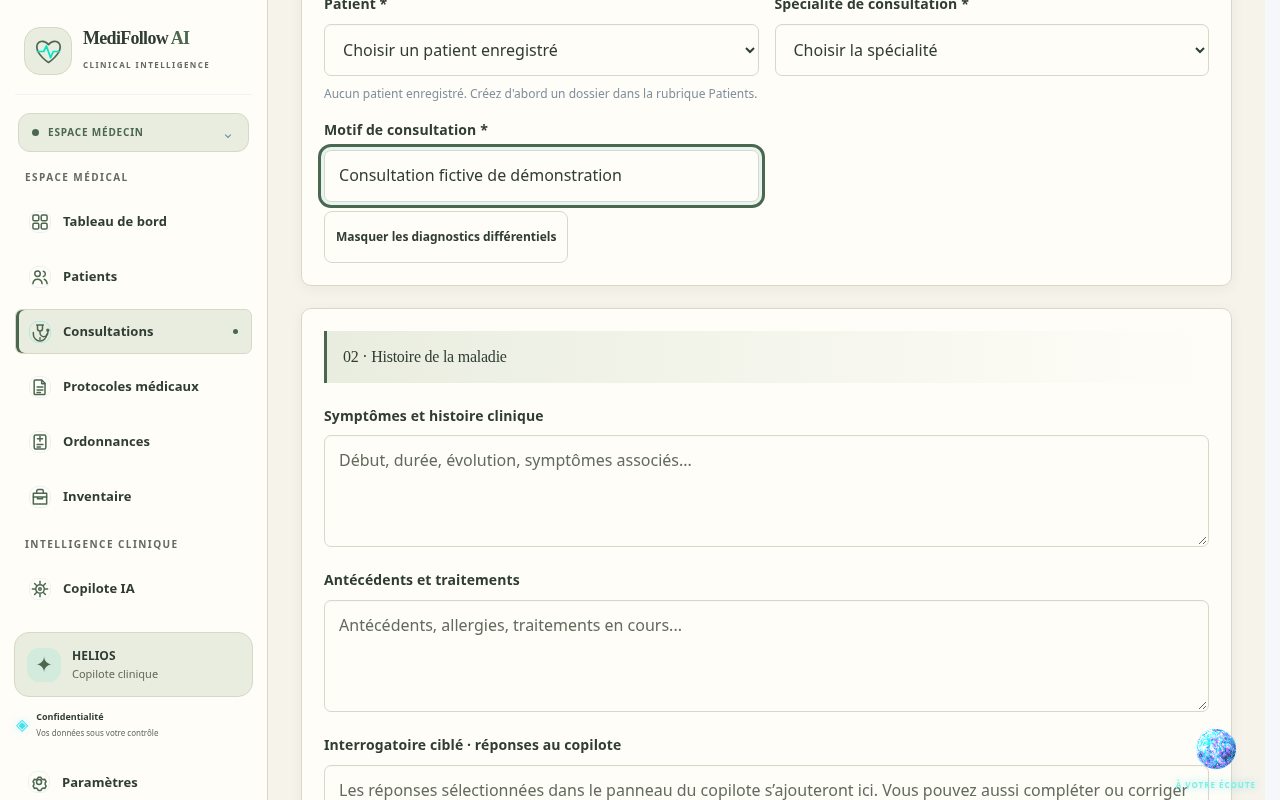 MediFollow AI
CLINICAL INTELLIGENCE
ESPACE MÉDECIN
ESPACE MÉDICAL
Tableau de bord
Patients
Consultations
Protocoles médicaux
Ordonnances
Inventaire
INTELLIGENCE CLINIQUE
Copilote IA
HELIOS
Copilote clinique
Confidentialité
Vos données sous votre contrôle
Paramètres
Patient *
Spécialité de consultation *
Choisir un patient enregistré
Choisir la spécialité
Aucun patient enregistré. Créez d'abord un dossier dans la rubrique Patients.
Motif de consultation *
Consultation fictive de démonstration
Masquer les diagnostics différentiels
02 · Histoire de la maladie
Symptômes et histoire clinique
Début, durée, évolution, symptômes associés...
Antécédents et traitements
Antécédents, allergies, traitements en cours...
Interrogatoire ciblé · réponses au copilote
Les réponses sélectionnées dans le panneau du copilote s’ajouteront ici. Vous pouvez aussi compléter ou corriger
À VOTRE ÉCOUTE